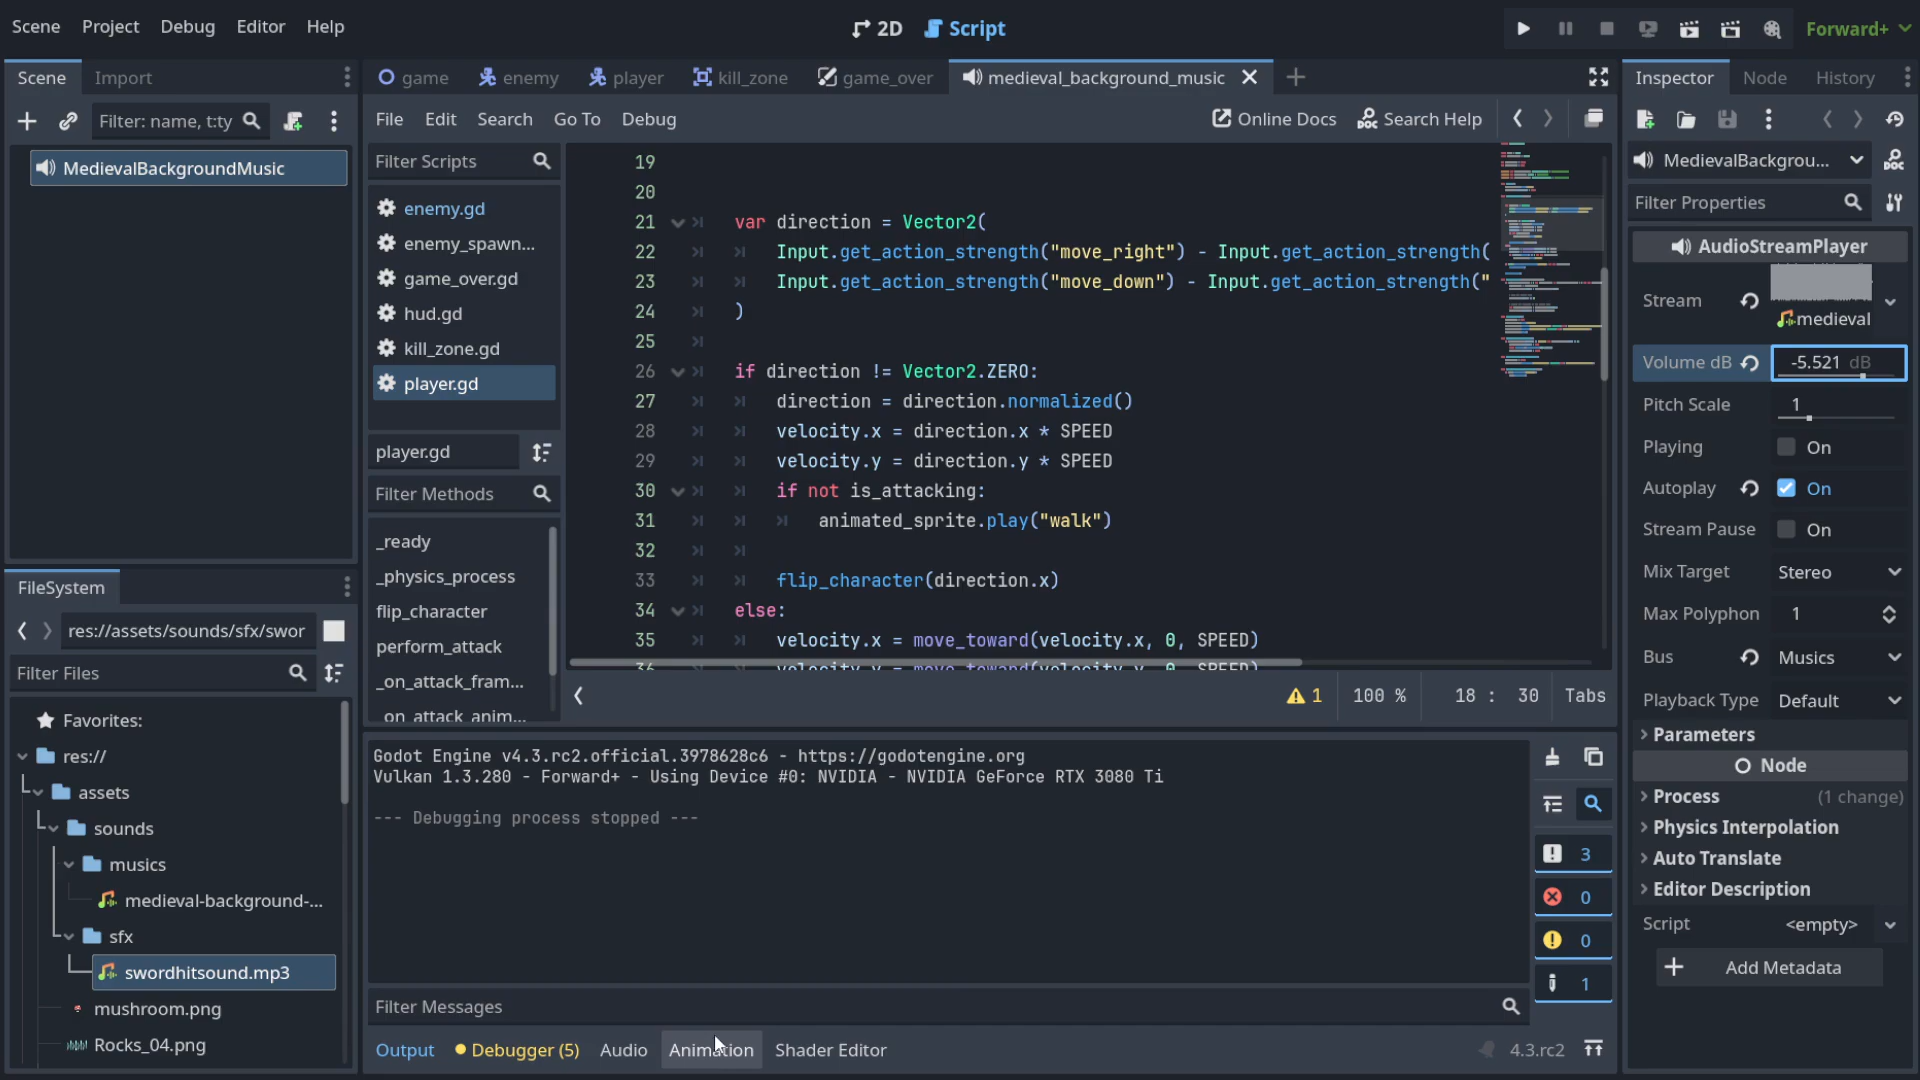 Scene Project Debug Editor Help
2D Script
Forward+
Scene Import
game enemy player kill_zone game_over medieval_background_music
Inspector Node History
Filter: name, t:ty
File Edit Search Go To Debug
Online Docs Search Help
MedievalBackgroundMusic
Filter Scripts
enemy.gd
enemy_spawn...
game_over.gd
hud.gd
kill_zone.gd
player.gd
player.gd
Filter Methods
_ready
_physics_process
flip_character
perform_attack
_on_attack_fram...
_on_attack_anim...
19
20
21 var direction = Vector2(
22 Input.get_action_strength("move_right") - Input.get_action_strength(
23 Input.get_action_strength("move_down") - Input.get_action_strength("
24 )
25
26 if direction != Vector2.ZERO:
27 direction = direction.normalized()
28 velocity.x = direction.x * SPEED
29 velocity.y = direction.y * SPEED
30 if not is_attacking:
31 animated_sprite.play("walk")
32
33 flip_character(direction.x)
34 else:
35 velocity.x = move_toward(velocity.x, 0, SPEED)
36 velocity.y = move_toward(velocity.y, 0, SPEED)
1 100 % 18 : 30 Tabs
MedievalBackgrou...
Filter Properties
AudioStreamPlayer
Stream medieval
Volume dB -5.521 dB
Pitch Scale 1
Playing On
Autoplay On
Stream Pause On
Mix Target Stereo
Max Polyphon 1
Bus Musics
Playback Type Default
Parameters
Node
Process (1 change)
Physics Interpolation
Auto Translate
Editor Description
Script <empty>
Add Metadata
FileSystem
res://assets/sounds/sfx/swor
Filter Files
Favorites:
res://
assets
sounds
musics
medieval-background-...
sfx
swordhitsound.mp3
mushroom.png
Rocks_04.png
Godot Engine v4.3.rc2.official.3978628c6 - https://godotengine.org
Vulkan 1.3.280 - Forward+ - Using Device #0: NVIDIA - NVIDIA GeForce RTX 3080 Ti
--- Debugging process stopped ---
3
0
0
1
Filter Messages
Output Debugger (5) Audio Animation Shader Editor
4.3.rc2